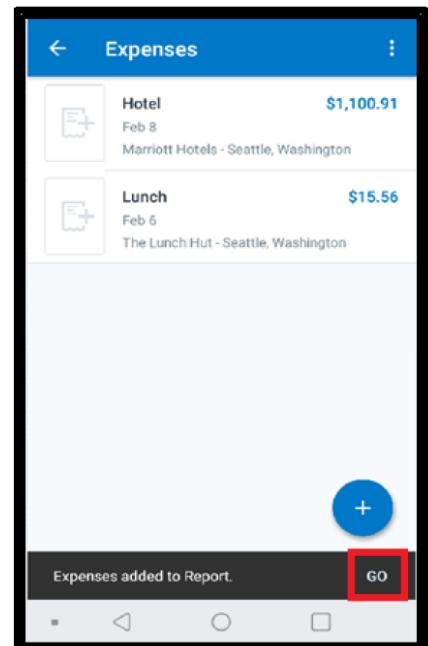 Expenses
Hotel $1,100.91
Feb 8
Marriott Hotels - Seattle, Washington
Lunch $15.56
Feb 6
The Lunch Hut - Seattle, Washington
Expenses added to Report. GO